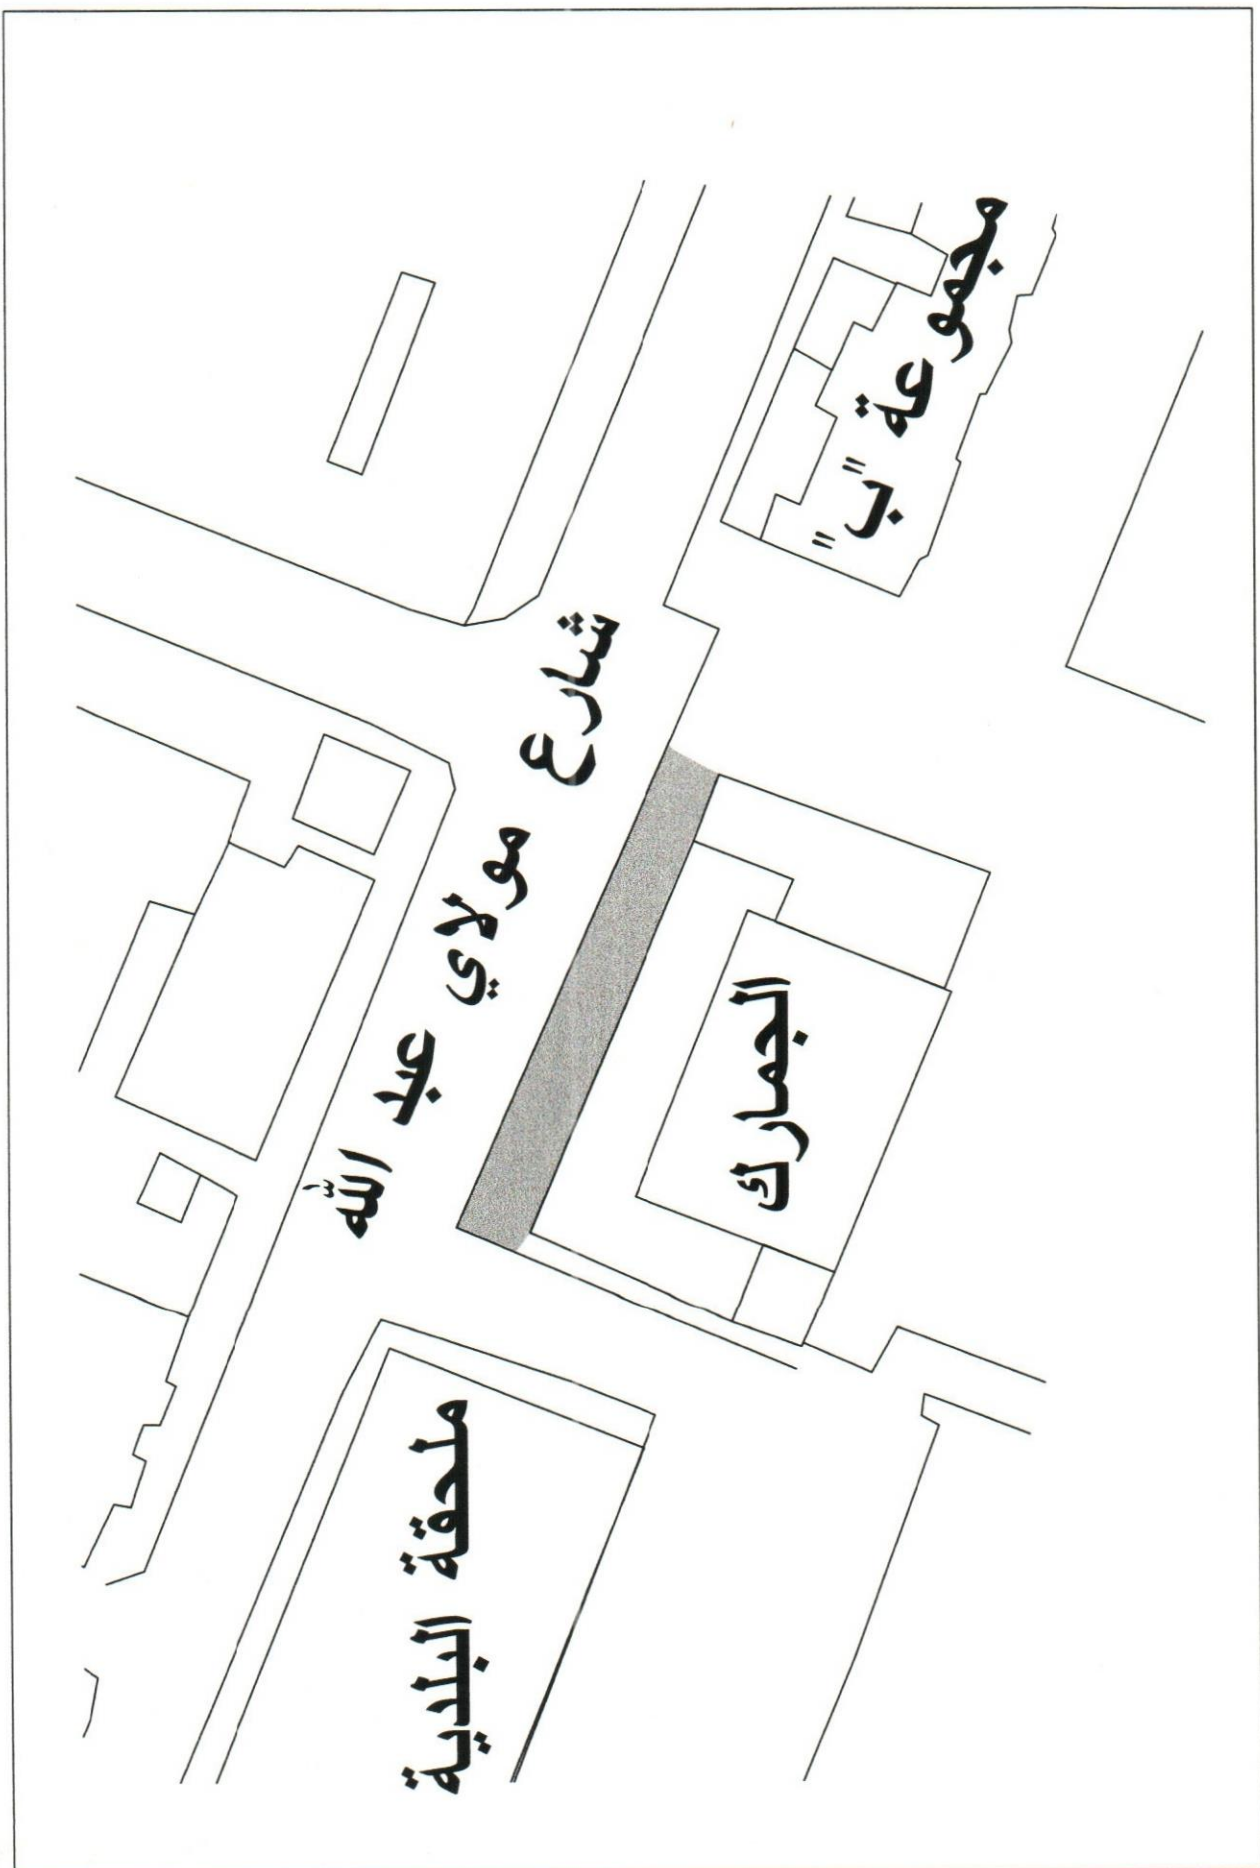 مجموعة "ب"
شارع مولاي عبد الله
الجمارك
ملحقة البلدية